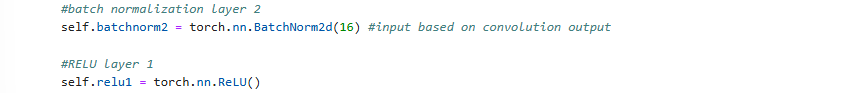 #batch normalization layer 2
self.batchnorm2 = torch.nn.BatchNorm2d(16) #input based on convolution output
#RELU layer 1
self.relu1 = torch.nn.ReLU()